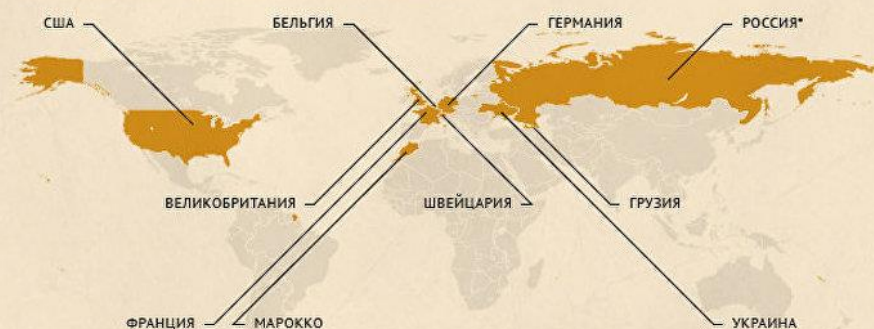 США
БЕЛЬГИЯ
ГЕРМАНИЯ
РОССИЯ*
ВЕЛИКОБРИТАНИЯ
ШВЕЙЦАРИЯ
ГРУЗИЯ
ФРАНЦИЯ
МАРОККО
УКРАИНА